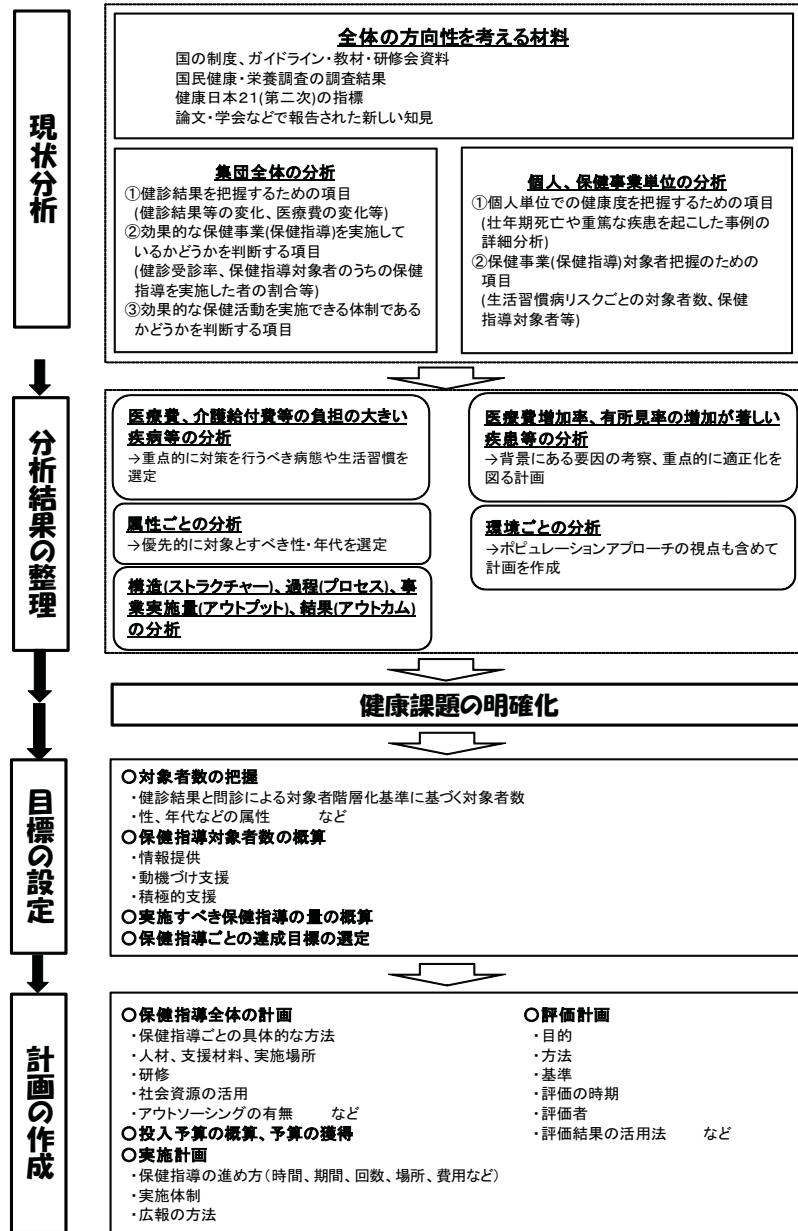 現状分析
全体の方向性を考える材料
国の制度、ガイドライン・教材・研修会資料
国民健康・栄養調査の調査結果
健康日本21(第二次)の指標
論文・学会などで報告された新しい知見
集団全体の分析
①健診結果を把握するための項目
(健診結果等の変化、医療費の変化等)
②効果的な保健事業(保健指導)を実施して
いるかどうかを判断する項目
(健診受診率、保健指導対象者のうちの保健
指導を実施した者の割合等)
③効果的な保健活動を実施できる体制である
かどうかを判断する項目
個人、保健事業単位の分析
①個人単位での健康度を把握するための項目
(壮年期死亡や重篤な疾患を起こした事例の
詳細分析)
②保健事業(保健指導)対象者把握のための
項目
(生活習慣病リスクごとの対象者数、保健
指導対象者等)
分析結果の整理
医療費、介護給付費等の負担の大きい
疾病等の分析
→重点的に対策を行うべき病態や生活習慣を
選定
属性ごとの分析
→優先的に対象とすべき性・年代を選定
構造(ストラクチャー)、過程(プロセス)、事
業実施量(アウトプット)、結果(アウトカム)
の分析
医療費増加率、有所見率の増加が著しい
疾患等の分析
→背景にある要因の考察、重点的に適正化を
図る計画
環境ごとの分析
→ポピュレーションアプローチの視点も含めて
計画を作成
健康課題の明確化
目標の設定
○対象者数の把握
・健診結果と問診による対象者階層化基準に基づく対象者数
・性、年代などの属性　　など
○保健指導対象者数の概算
・情報提供
・動機づけ支援
・積極的支援
○実施すべき保健指導の量の概算
○保健指導ごとの達成目標の選定
計画の作成
○保健指導全体の計画
・保健指導ごとの具体的な方法
・人材、支援材料、実施場所
・研修
・社会資源の活用
・アウトソーシングの有無　　など
○投入予算の概算、予算の獲得
○実施計画
・保健指導の進め方（時間、期間、回数、場所、費用など）
・実施体制
・広報の方法
○評価計画
・目的
・方法
・基準
・評価の時期
・評価者
・評価結果の活用法　　など